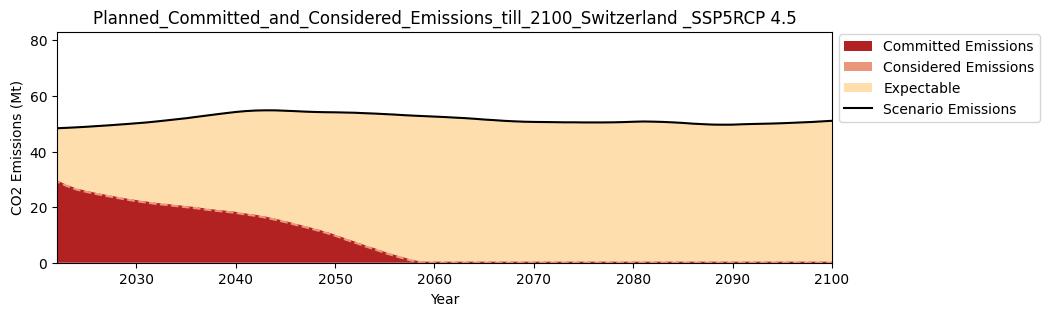 Planned_Committed_and_Considered_Emissions_till_2100_Switzerland _SSP5RCP 4.5
80
60
40
20
0
CO2 Emissions (Mt)
2030 2040 2050 2060 2070 2080 2090 2100
Year
Committed Emissions
Considered Emissions
Expectable
Scenario Emissions